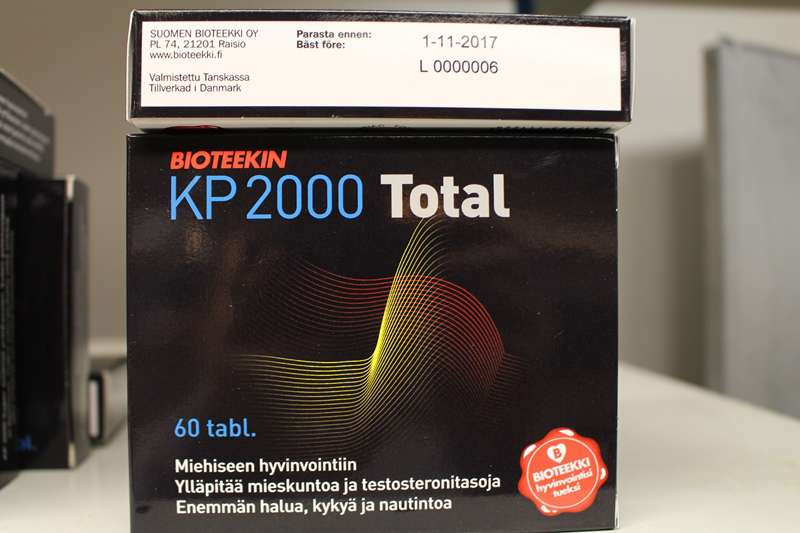 SUOMEN BIOTEEKKI OY
PL 74, 21201 Raisio
www.bioteekki.fi
Valmistettu Tanskassa
Tillverkad i Danmark
Parasta ennen:
Bäst före:
1-11-2017
L 0000006
BIOTEEKIN
KP 2000 Total
60 tabl.
Miehiseen hyvinvointiin
Ylläpitää mieskuntoa ja testosteronitasoja
Enemmän halua, kykyä ja nautintoa
B
BIOTEEKKI
hyvinvointisi
tueksi